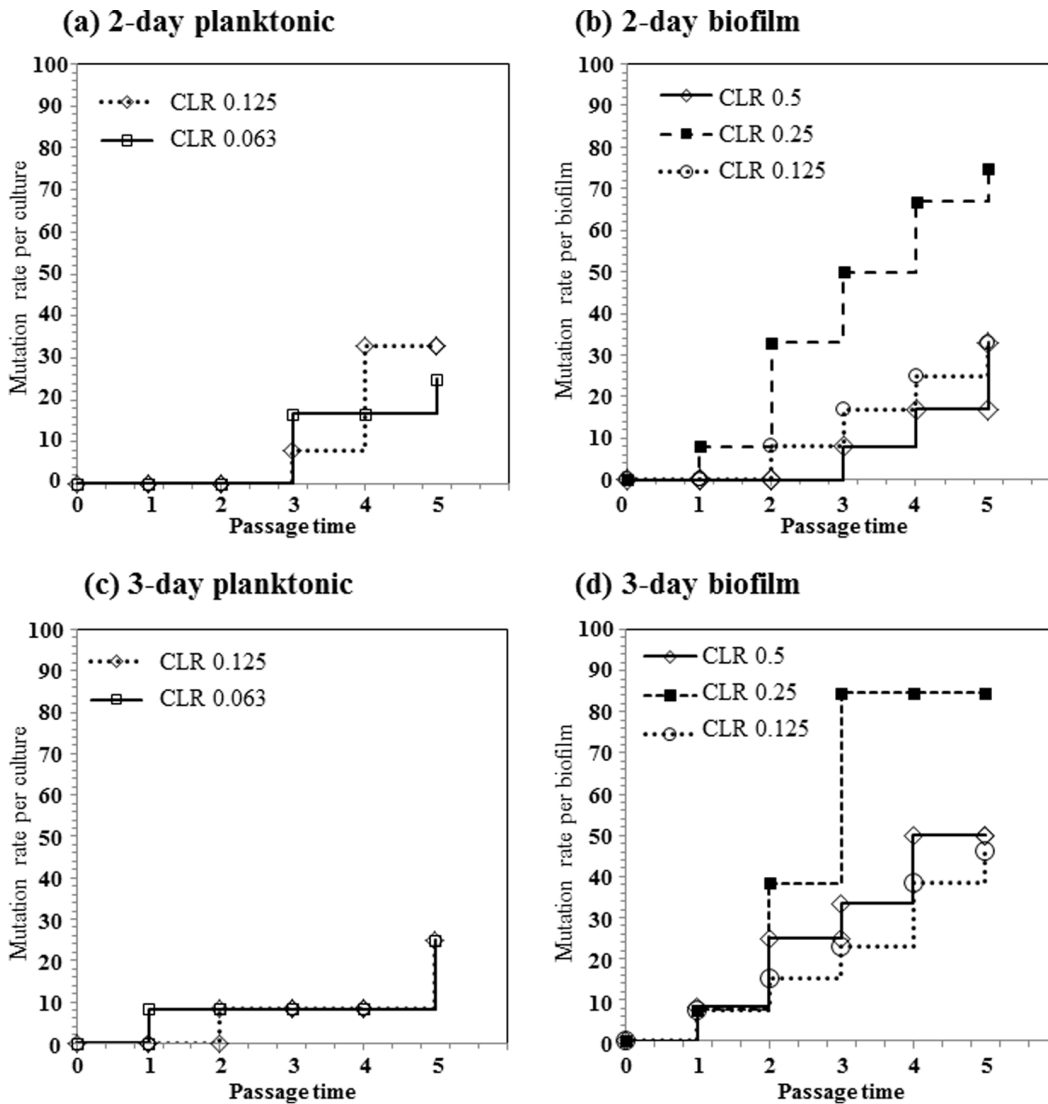 (a) 2-day planktonic
Mutation rate per culture
100
90
80
70
60
50
40
30
20
10
0
CLR 0.125
CLR 0.063
0 1 2 3 4 5
Passage time
(b) 2-day biofilm
Mutation rate per biofilm
100
90
80
70
60
50
40
30
20
10
0
CLR 0.5
CLR 0.25
CLR 0.125
0 1 2 3 4 5
Passage time
(c) 3-day planktonic
Mutation rate per culture
100
90
80
70
60
50
40
30
20
10
0
CLR 0.125
CLR 0.063
0 1 2 3 4 5
Passage time
(d) 3-day biofilm
Mutation rate per biofilm
100
90
80
70
60
50
40
30
20
10
0
CLR 0.5
CLR 0.25
CLR 0.125
0 1 2 3 4 5
Passage time